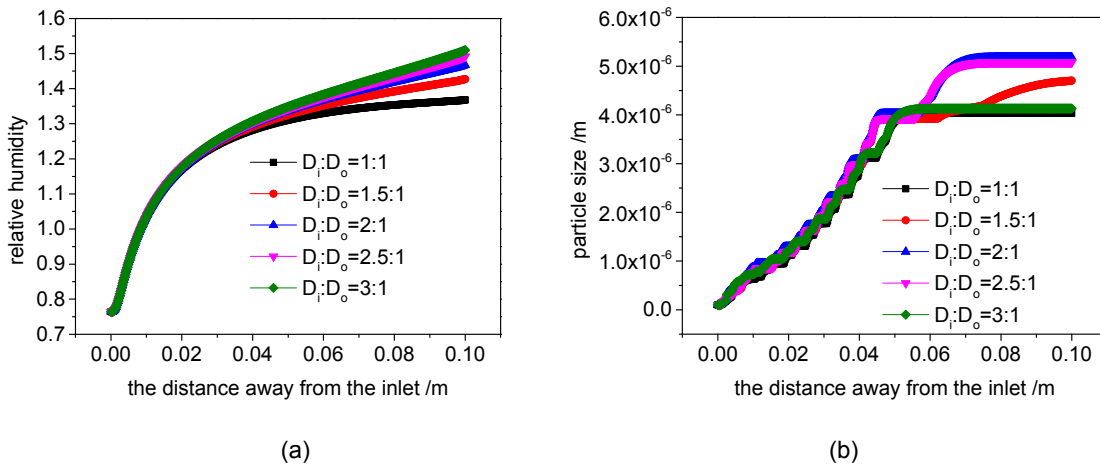 1.6
1.5
1.4
1.3
1.2
1.1
1.0
0.9
0.8
0.7
relative humidity
0.00 0.02 0.04 0.06 0.08 0.10
the distance away from the inlet /m
Di:Do=1:1
Di:Do=1.5:1
Di:Do=2:1
Di:Do=2.5:1
Di:Do=3:1
(a)
6.0x10-6
5.0x10-6
4.0x10-6
3.0x10-6
2.0x10-6
1.0x10-6
0.0
particle size /m
0.00 0.02 0.04 0.06 0.08 0.10
the distance away from the inlet /m
Di:Do=1:1
Di:Do=1.5:1
Di:Do=2:1
Di:Do=2.5:1
Di:Do=3:1
(b)